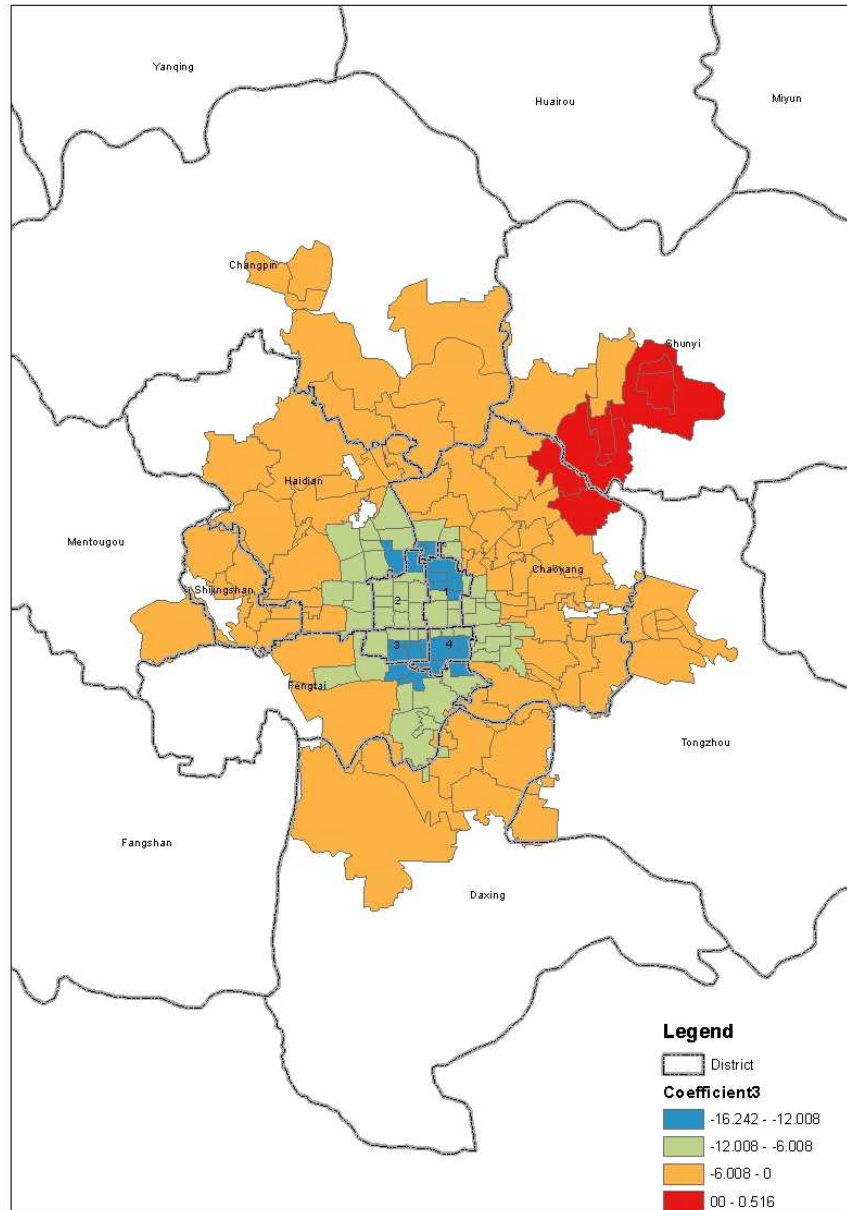 Yanqing
Huairou
Miyun
Changpin
Shunyi
Haidian
Mentougou
Chaoyang
Shijingshan
1
2
3
4
Fengtai
Tongzhou
Fangshan
Daxing
Legend
District
Coefficient3
-16.242 - -12.008
-12.008 - -6.008
-6.008 - 0
00 - 0.516